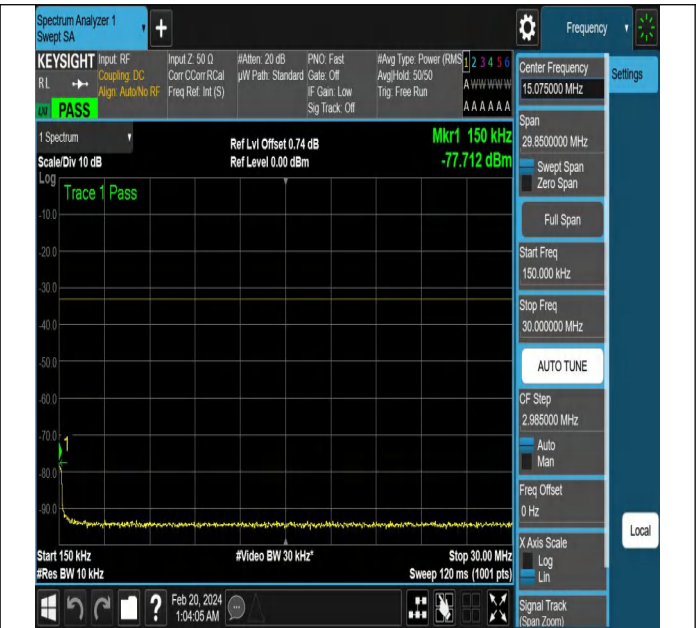 Spectrum Analyzer 1
Swept SA
Frequency
KEYSIGHT
RL
PASS
Input: RF
Coupling: DC
Align: Auto/No RF
Input Z: 50 Ω
Corr CCorr RCal
Freq Ref: Int (S)
#Atten: 20 dB
µW Path: Standard
PNO: Fast
Gate: Off
IF Gain: Low
Sig Track: Off
#Avg Type: Power (RMS
Avg|Hold: 50/50
Trig: Free Run
1 2 3 4 5 6
A W W W W W
A A A A A A
1 Spectrum
Scale/Div 10 dB
Ref Lvl Offset 0.74 dB
Ref Level 0.00 dBm
Mkr1 150 kHz
-77.712 dBm
Log
Trace 1 Pass
-10.0
-20.0
-30.0
-40.0
-50.0
-60.0
-70.0
1
-80.0
-90.0
Start 150 kHz
#Res BW 10 kHz
#Video BW 30 kHz*
Stop 30.00 MHz
Sweep 120 ms (1001 pts)
?
Feb 20, 2024
1:04:05 AM
Center Frequency
15.075000 MHz
Settings
Span
29.8500000 MHz
Swept Span
Zero Span
Full Span
Start Freq
150.000 kHz
Stop Freq
30.000000 MHz
AUTO TUNE
CF Step
2.985000 MHz
Auto
Man
Freq Offset
0 Hz
X Axis Scale
Log
Lin
Local
Signal Track
(Span Zoom)